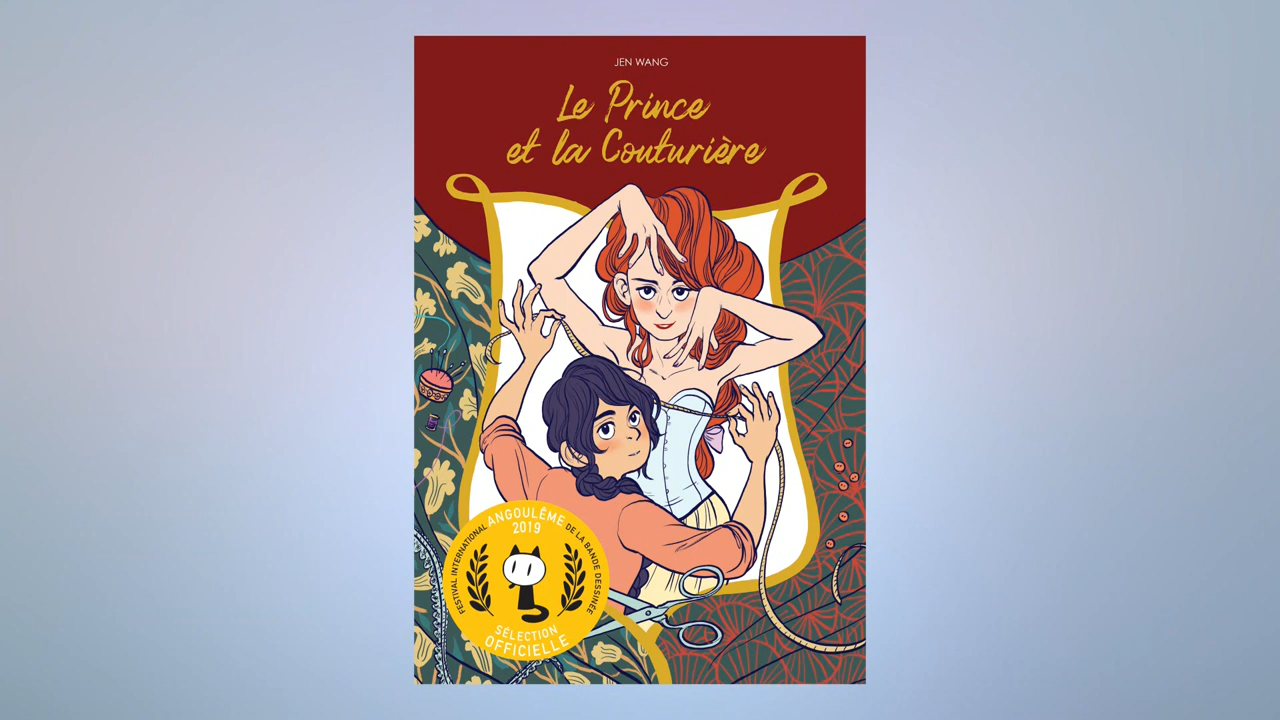 JEN WANG
Le Prince
et la Couturière
FESTIVAL INTERNATIONAL
ANGOULÊME
2019
DE LA BANDE DESSINÉE
SÉLECTION
OFFICIELLE